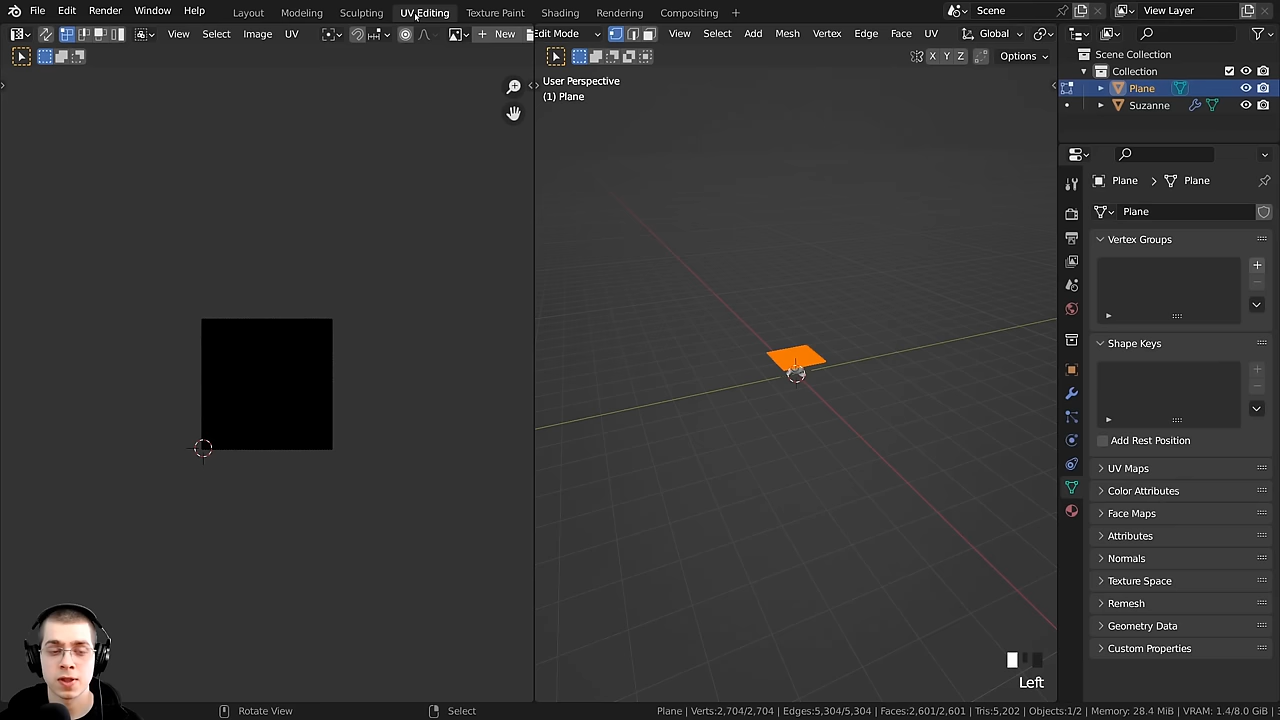 File Edit Render Window Help
Layout Modeling Sculpting UV Editing Texture Paint Shading Rendering Compositing
Scene
View Layer
View Select Image UV
New
Edit Mode
View Select Add Mesh Vertex Edge Face UV
Global
X Y Z
Options
User Perspective
(1) Plane
Scene Collection
Collection
Plane
Suzanne
Plane > Plane
Plane
Vertex Groups
Shape Keys
Add Rest Position
UV Maps
Color Attributes
Face Maps
Attributes
Normals
Texture Space
Remesh
Geometry Data
Custom Properties
Left
Rotate View
Select
Plane | Verts:2,704/2,704 | Edges:5,304/5,304 | Faces:2,601/2,601 | Tris:5,202 | Objects:1/2 | Memory: 28.4 MiB | VRAM: 1.4/8.0 GiB |